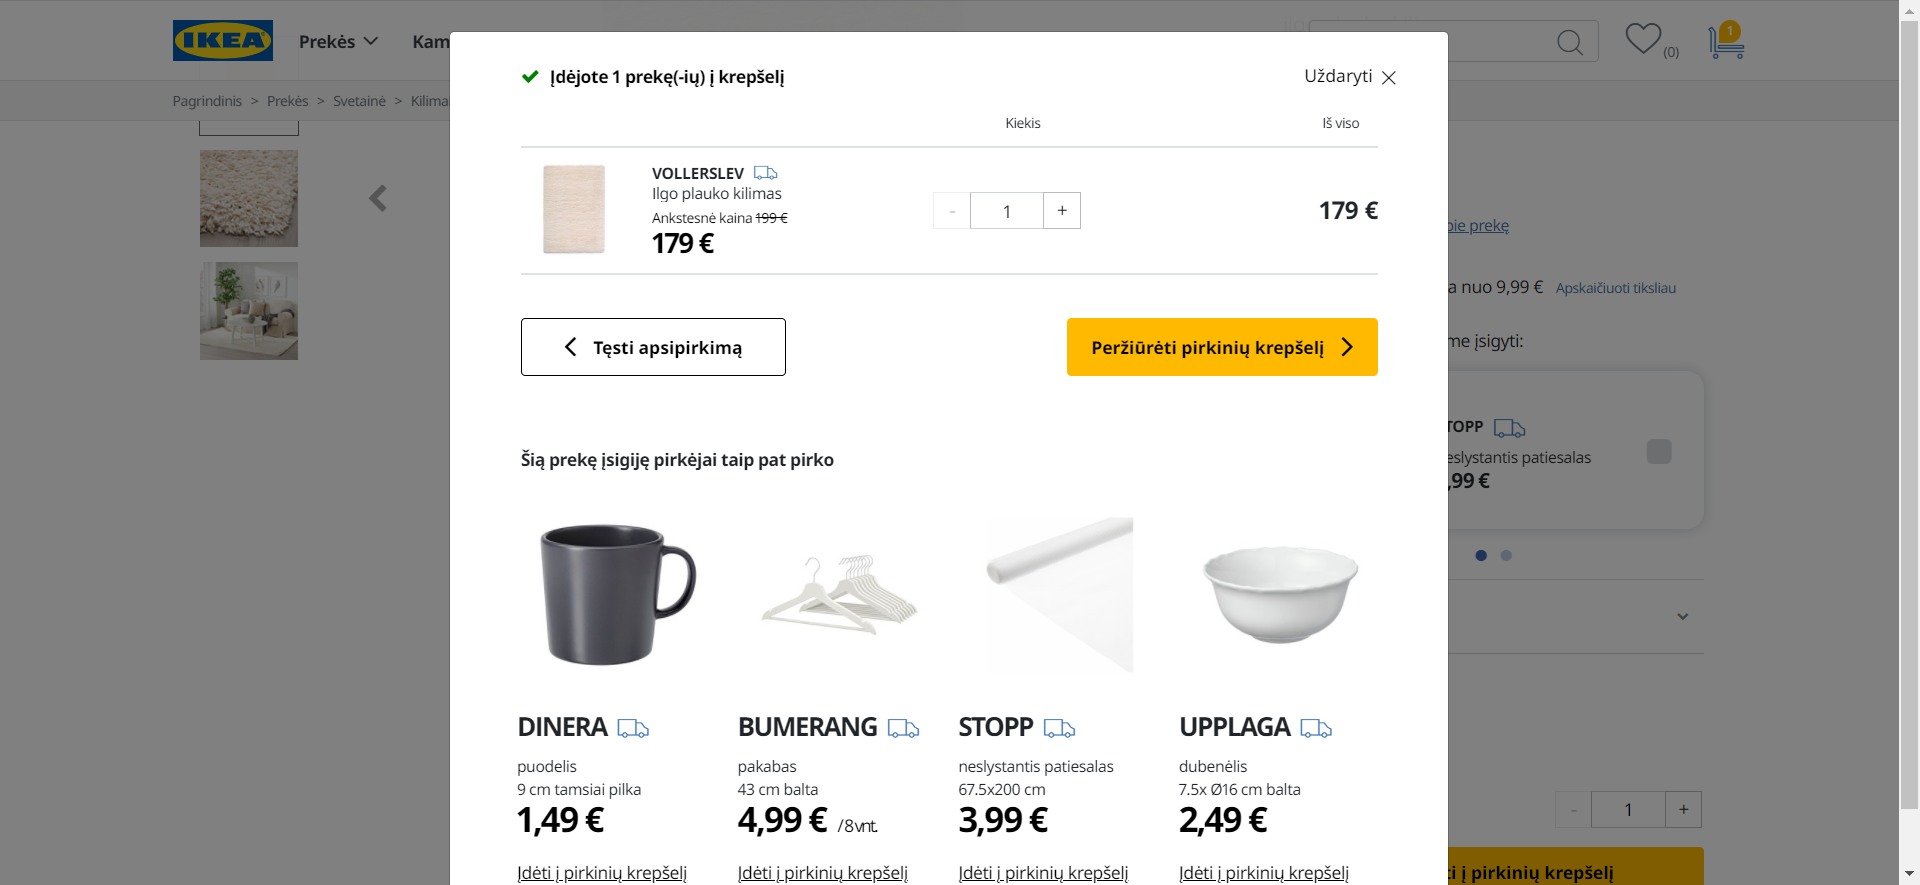 IKEA
Prekės
Kam
(0)
1
Pagrindinis > Prekės > Svetainė > Kilimai
Įdėjote 1 prekę(-ių) į krepšelį
Uždaryti
Kiekis
Iš viso
VOLLERSLEV
Ilgo plauko kilimas
Ankstesnė kaina 199 €
179 €
- 1 +
179 €
Tęsti apsipirkimą
Peržiūrėti pirkinių krepšelį
Šią prekę įsigiję pirkėjai taip pat pirko
DINERA
puodelis
9 cm tamsiai pilka
1,49 €
Įdėti į pirkinių krepšelį
BUMERANG
pakabas
43 cm balta
4,99 € /8vnt.
Įdėti į pirkinių krepšelį
STOPP
neslystantis patiesalas
67.5x200 cm
3,99 €
Įdėti į pirkinių krepšelį
UPPLAGA
dubenėlis
7.5x Ø16 cm balta
2,49 €
Įdėti į pirkinių krepšelį
pie prekę
a nuo 9,99 € Apskaičiuoti tiksliau
me įsigyti:
TOPP
eslystantis patiesalas
,99 €
- 1 +
ti į pirkinių krepšelį